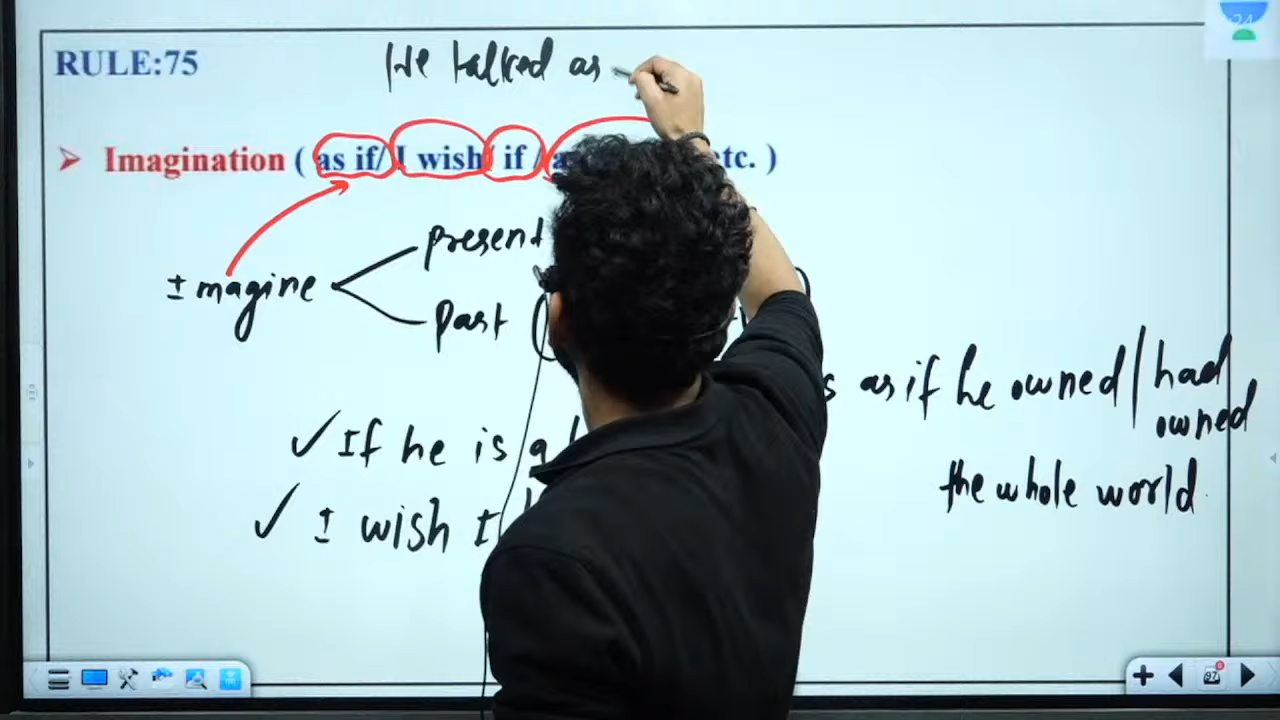 RULE:75
He talked as
➤ Imagination ( as if/ I wish/ if / etc. )
Imagine
present
past
as if he owned / had owned
the whole world.
✓ If he is a
✓ I wish I